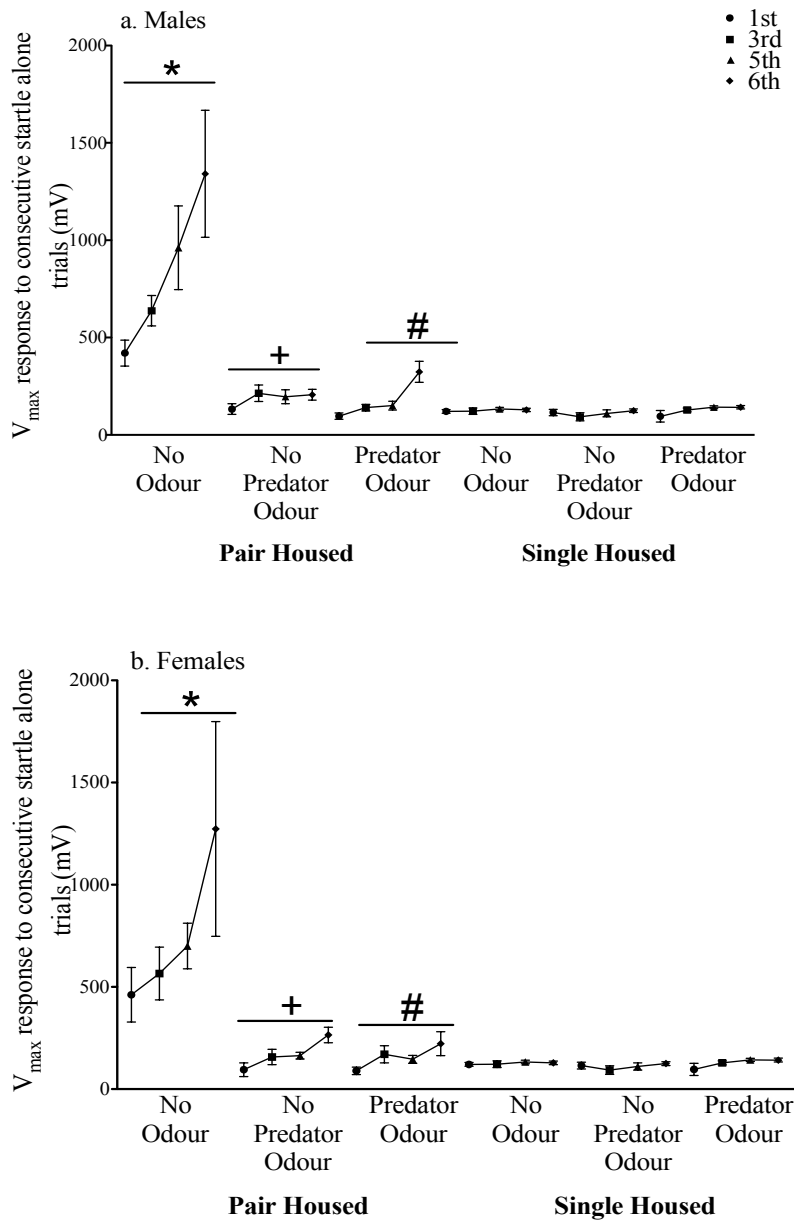 a. Males
1st
3rd
5th
6th
V_max response to consecutive startle alone
trials (mV)
2000
1500
1000
500
0
*
+
#
No
Odour
No
Predator
Odour
Predator
Odour
No
Odour
No
Predator
Odour
Predator
Odour
Pair Housed
Single Housed
b. Females
V_max response to consecutive startle alone
trials (mV)
2000
1500
1000
500
0
*
+
#
No
Odour
No
Predator
Odour
Predator
Odour
No
Odour
No
Predator
Odour
Predator
Odour
Pair Housed
Single Housed